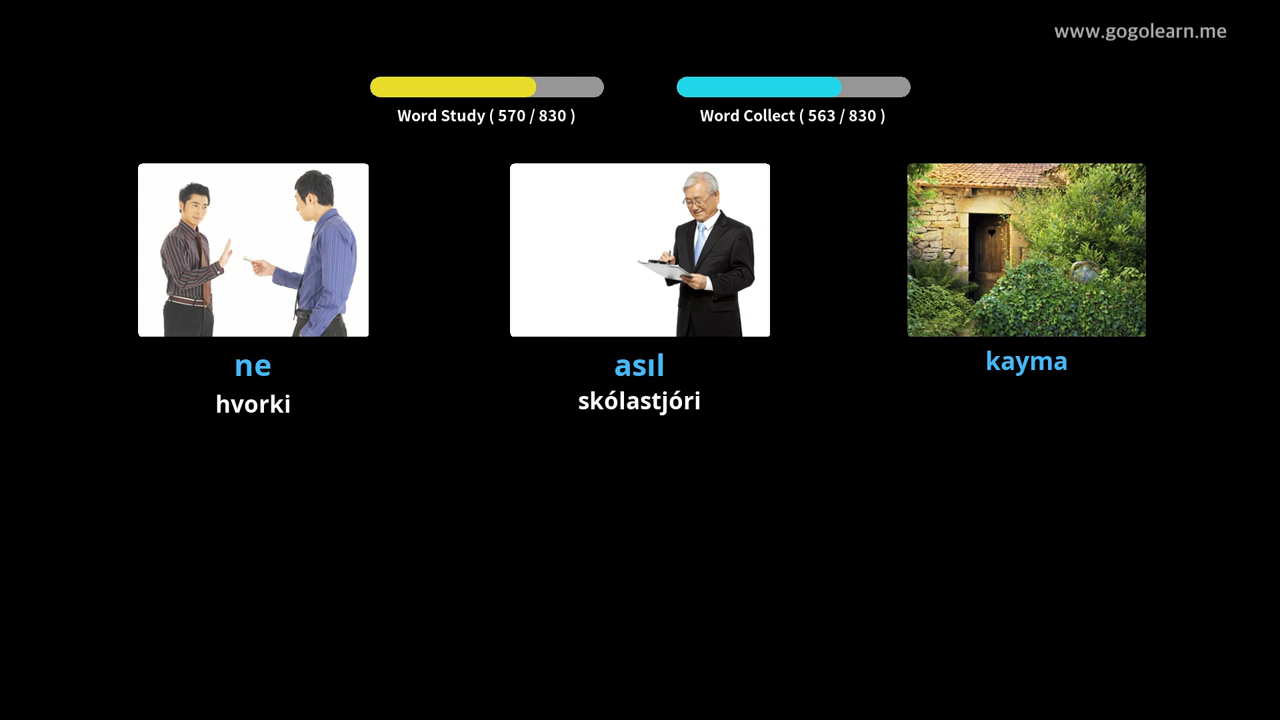 www.gogolearn.me
Word Study ( 570 / 830 )
Word Collect ( 563 / 830 )
ne
hvorki
asıl
skólastjóri
kayma